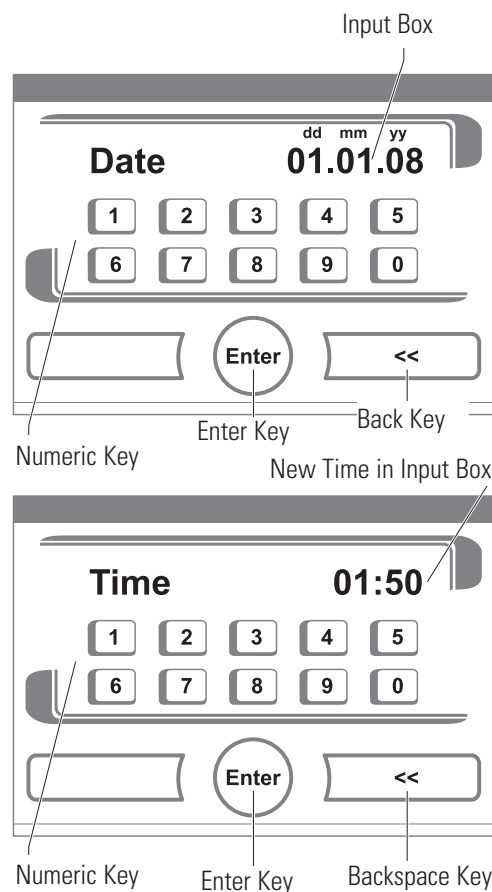 Input Box
dd mm yy
Date 01.01.08
1 2 3 4 5
6 7 8 9 0
Enter <<
Enter Key Back Key
Numeric Key
New Time in Input Box
Time 01:50
1 2 3 4 5
6 7 8 9 0
Enter <<
Numeric Key Enter Key Backspace Key